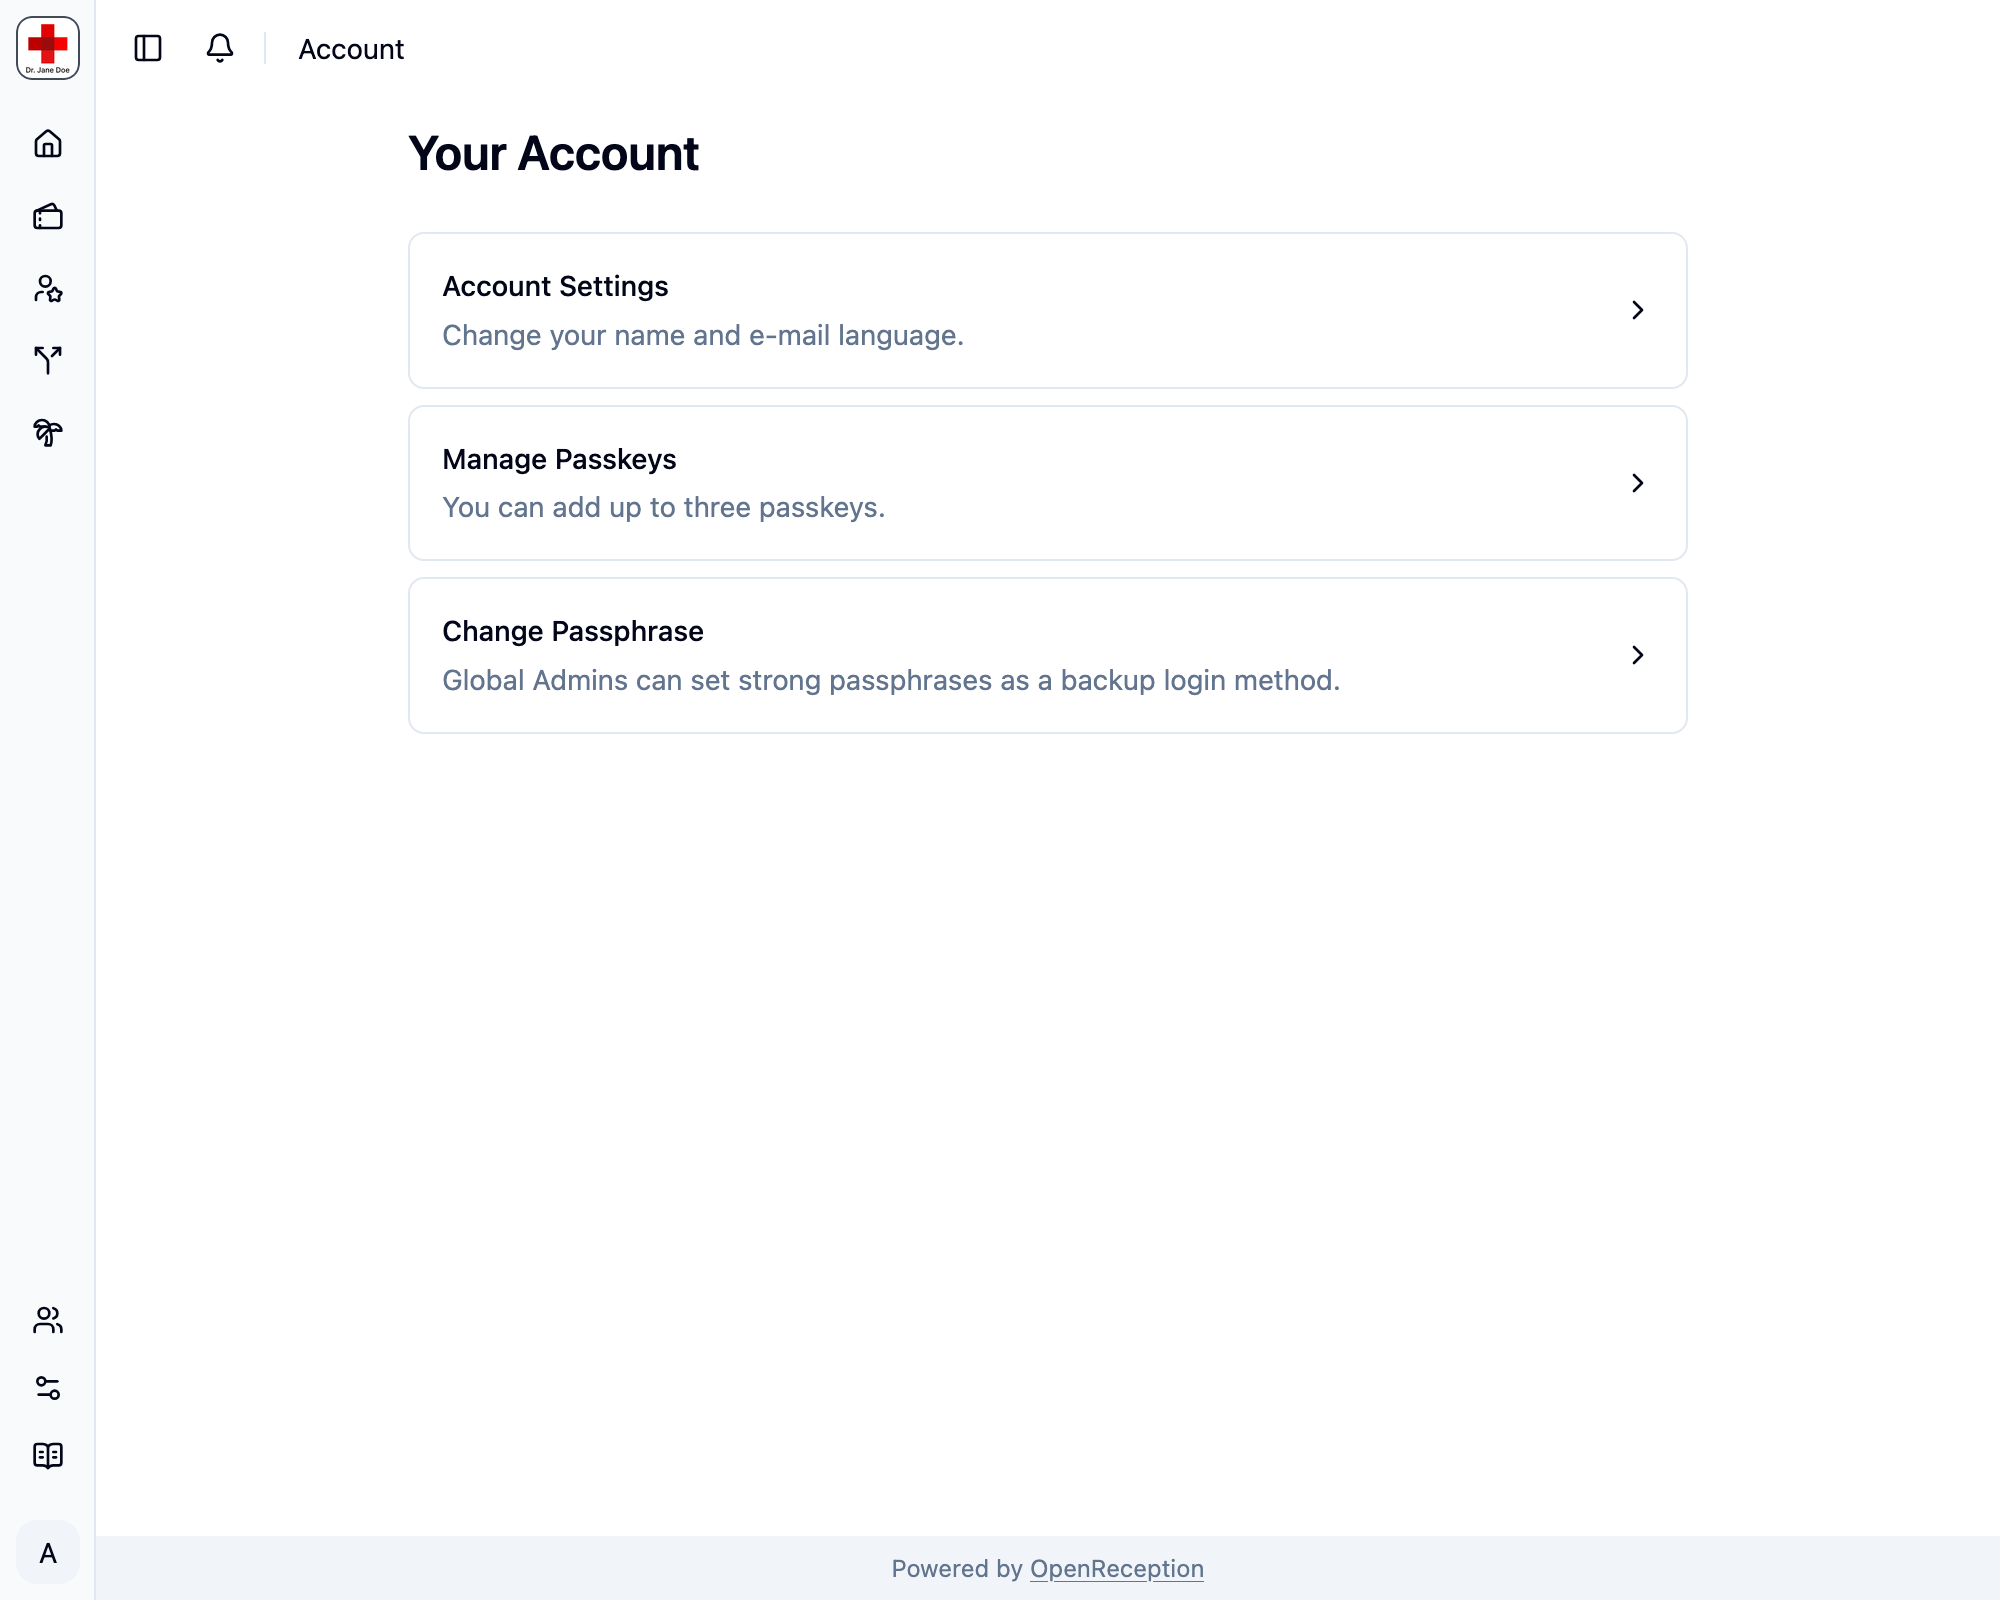 Dr. Jane Doe
Account
Your Account
Account Settings
Change your name and e-mail language.
Manage Passkeys
You can add up to three passkeys.
Change Passphrase
Global Admins can set strong passphrases as a backup login method.
A
Powered by OpenReception